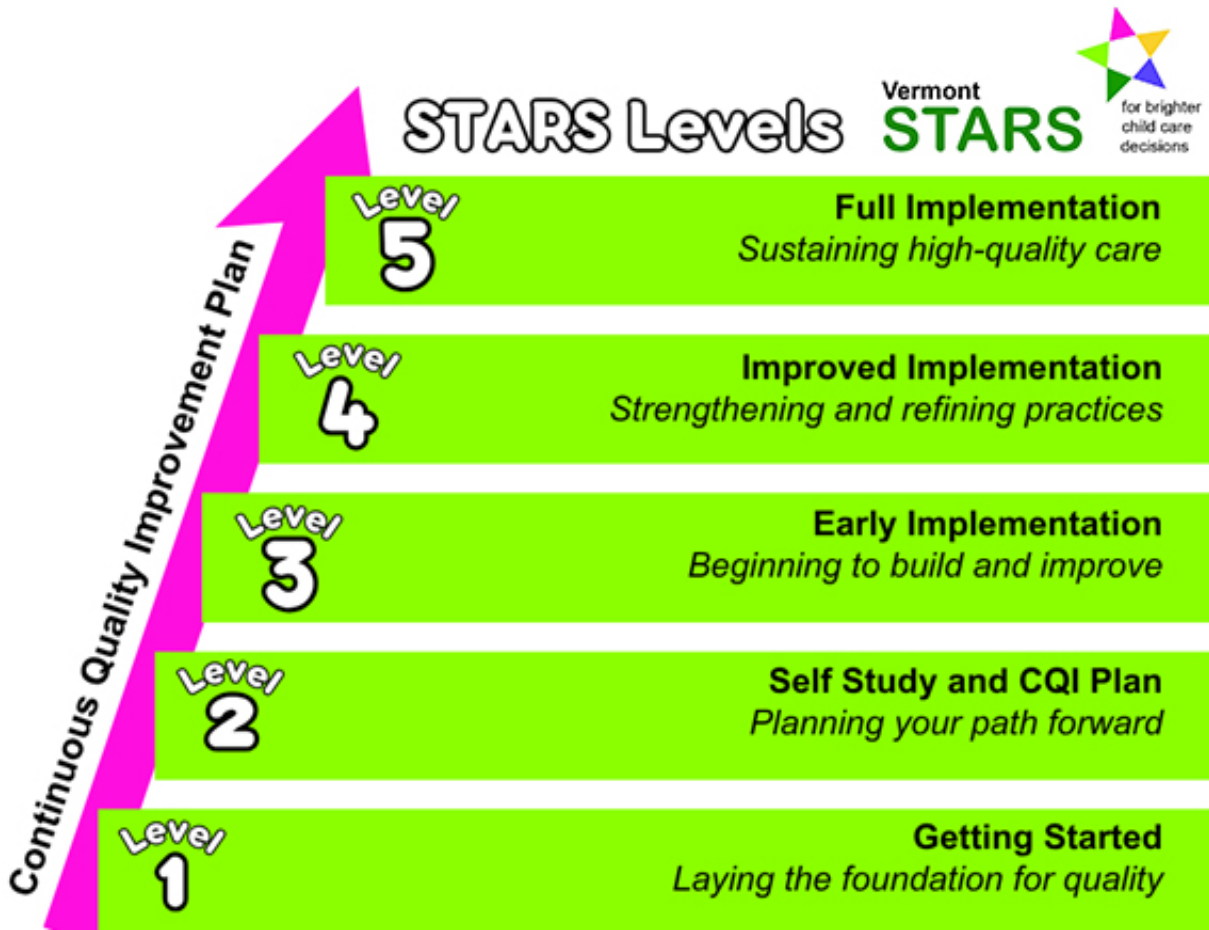 STARS Levels
Vermont
STARS
for brighter
child care
decisions
Continuous Quality Improvement Plan
Level
5
Full Implementation
Sustaining high-quality care
Level
4
Improved Implementation
Strengthening and refining practices
Level
3
Early Implementation
Beginning to build and improve
Level
2
Self Study and CQI Plan
Planning your path forward
Level
1
Getting Started
Laying the foundation for quality